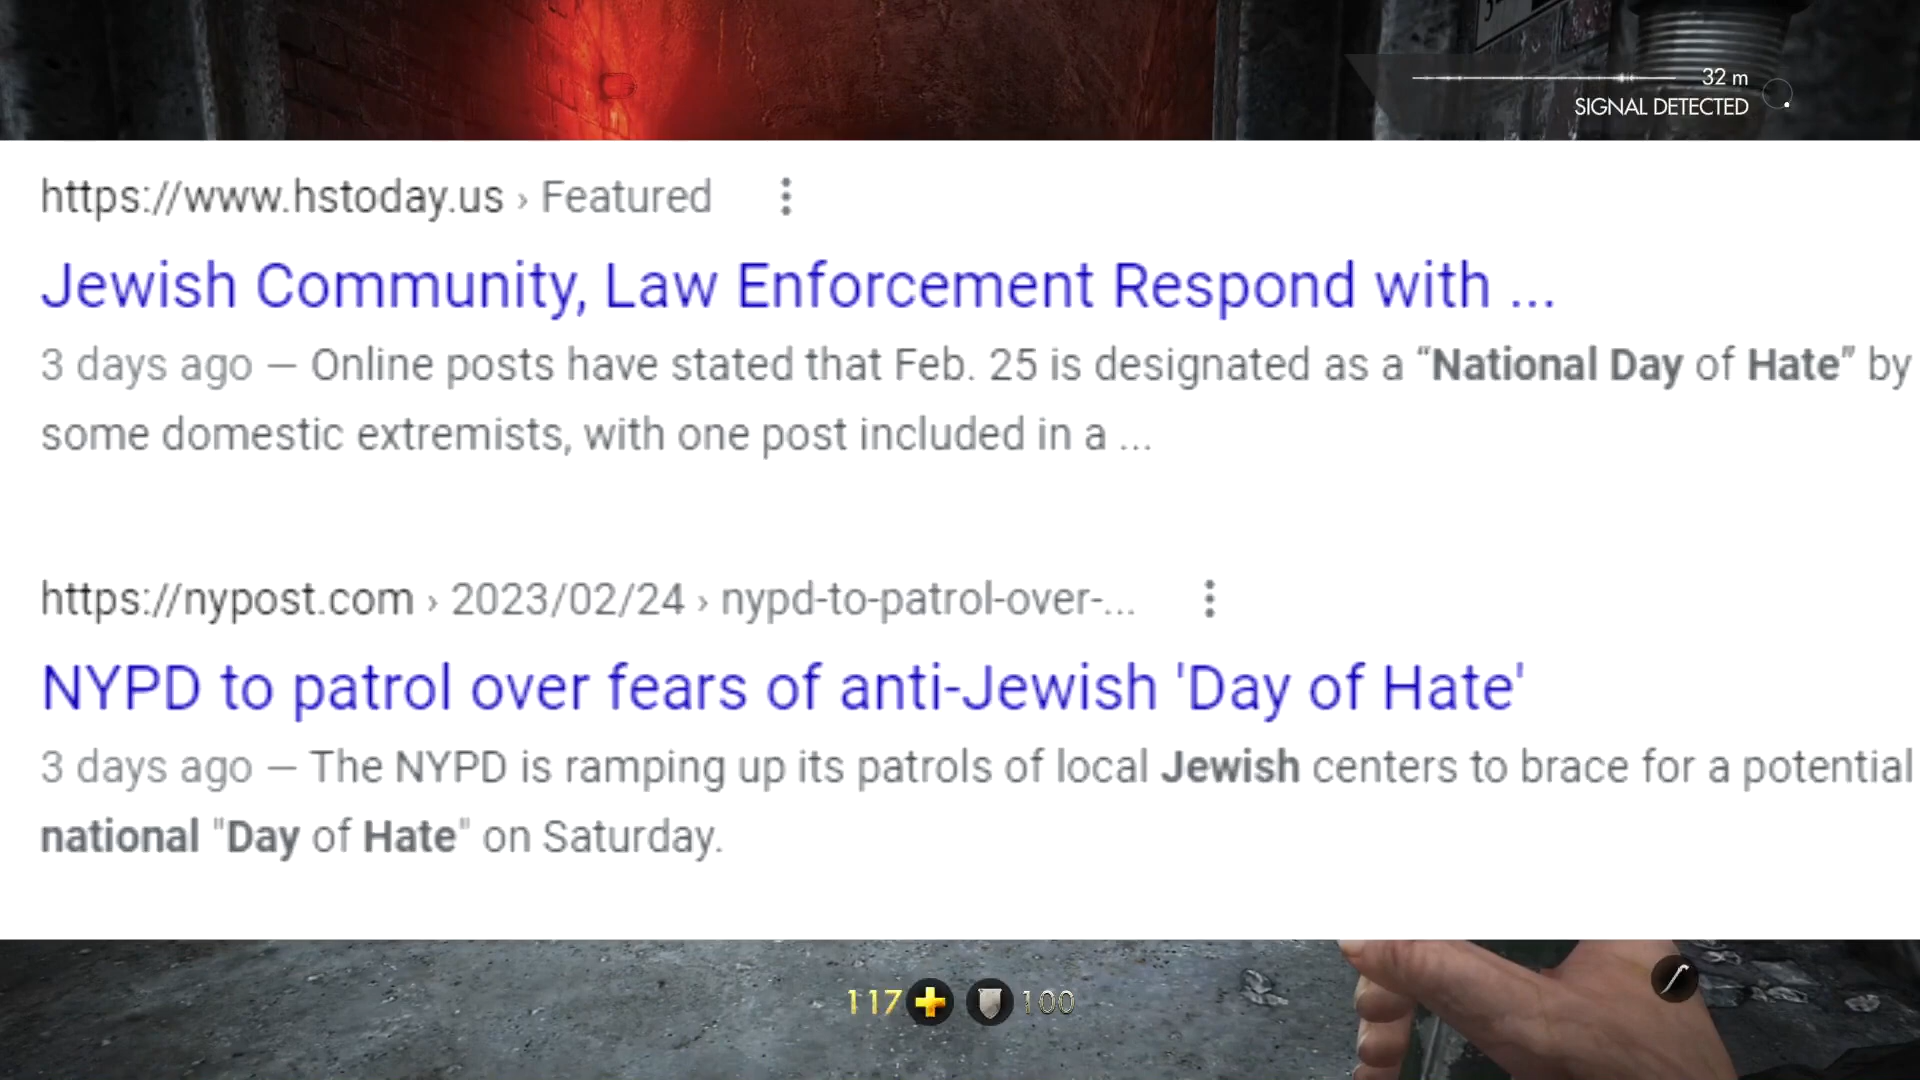 32 m
SIGNAL DETECTED
https://www.hstoday.us › Featured
Jewish Community, Law Enforcement Respond with ...
3 days ago — Online posts have stated that Feb. 25 is designated as a “National Day of Hate” by
some domestic extremists, with one post included in a ...
https://nypost.com › 2023/02/24 › nypd-to-patrol-over-...
NYPD to patrol over fears of anti-Jewish 'Day of Hate'
3 days ago — The NYPD is ramping up its patrols of local Jewish centers to brace for a potential
national "Day of Hate" on Saturday.
117 100